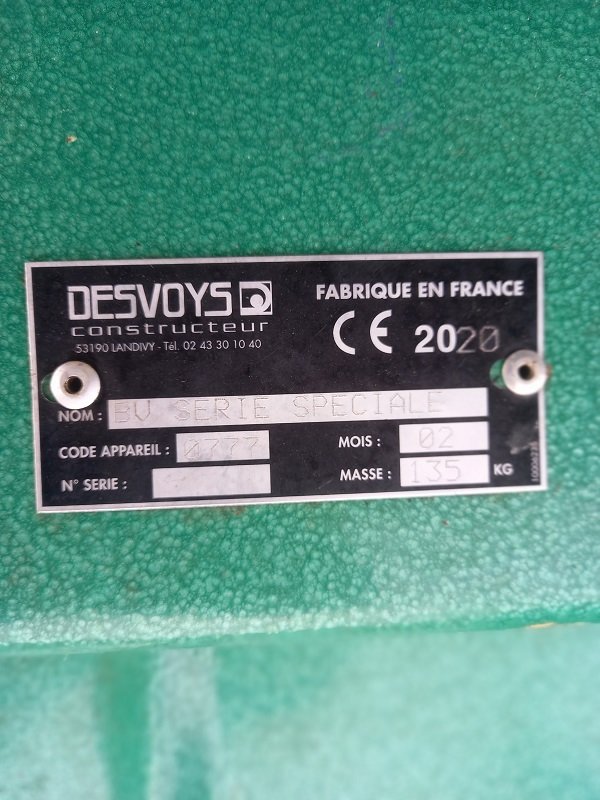 DESVOYS
constructeur
53190 LANDIVY - Tél. 02 43 30 10 40
FABRIQUE EN FRANCE
CE 2020
NOM : BV SERIE SPECIALE
CODE APPAREIL : 0777
MOIS : 02
N° SERIE :
MASSE : 135 KG